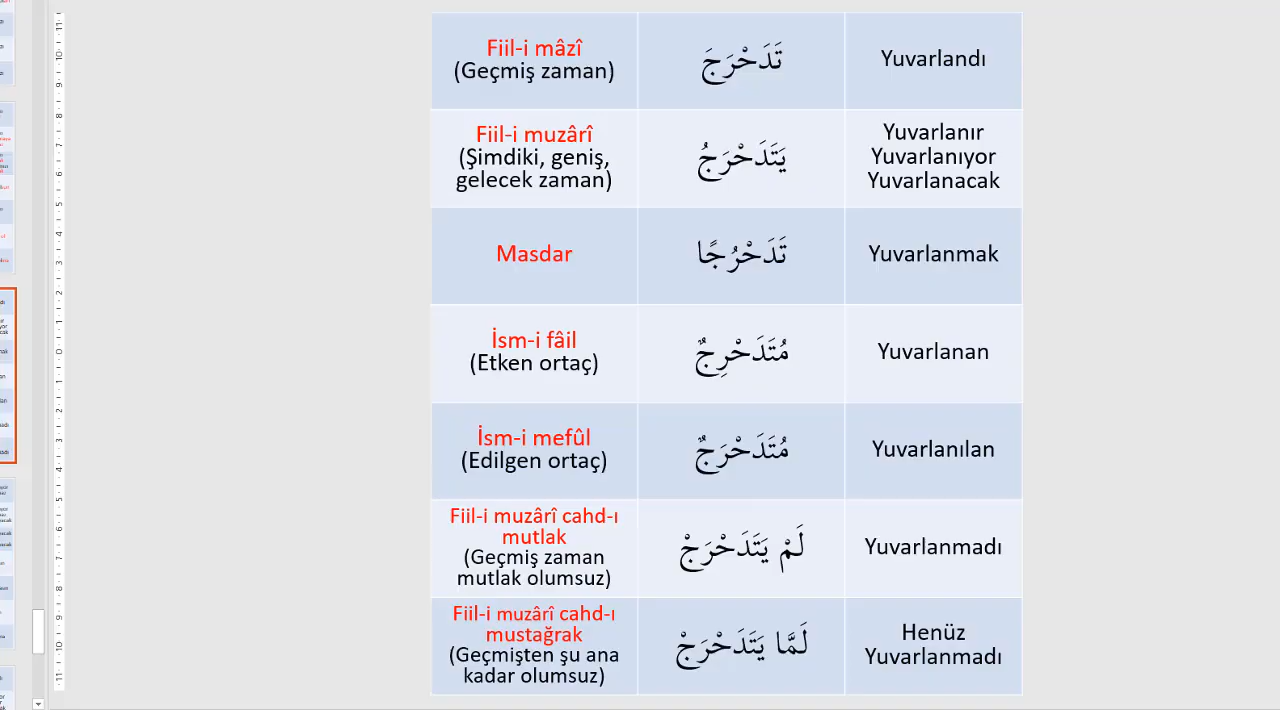 Fiil-i mâzî
(Geçmiş zaman)
تَدَحْرَجَ
Yuvarlandı
Fiil-i muzârî
(Şimdiki, geniş,
gelecek zaman)
يَتَدَحْرَجُ
Yuvarlanır
Yuvarlanıyor
Yuvarlanacak
Masdar
تَدَحْرُجًا
Yuvarlanmak
İsm-i fâil
(Etken ortaç)
مُتَدَحْرِجٌ
Yuvarlanan
İsm-i mefûl
(Edilgen ortaç)
مُتَدَحْرَجٌ
Yuvarlanılan
Fiil-i muzârî cahd-ı
mutlak
(Geçmiş zaman
mutlak olumsuz)
لَمْ يَتَدَحْرَجْ
Yuvarlanmadı
Fiil-i muzârî cahd-ı
mustağrak
(Geçmişten şu ana
kadar olumsuz)
لَمَّا يَتَدَحْرَجْ
Henüz
Yuvarlanmadı